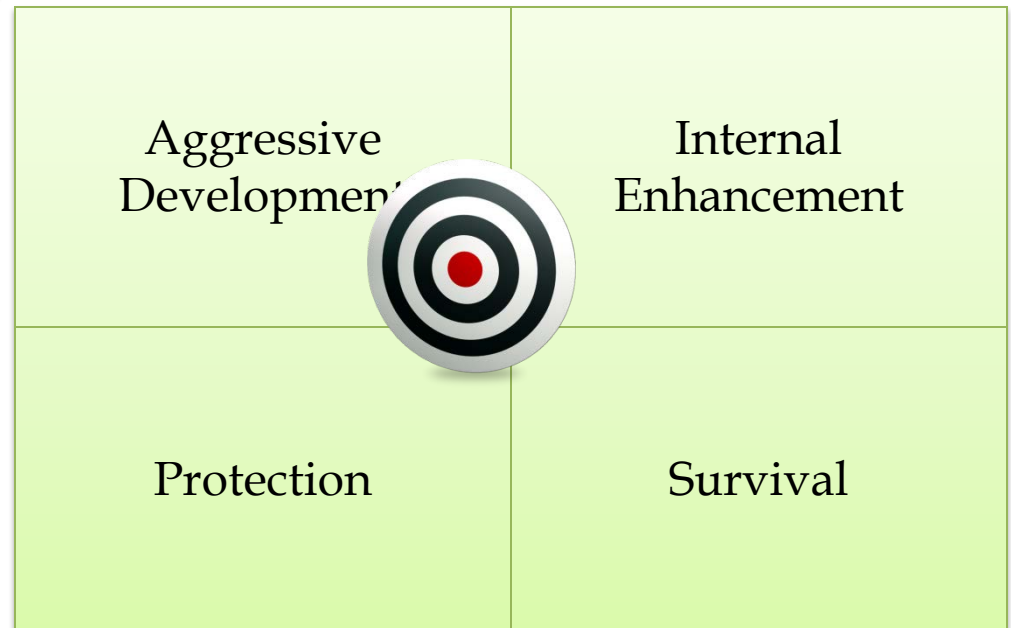 Aggressive
Development
Internal
Enhancement
Protection
Survival